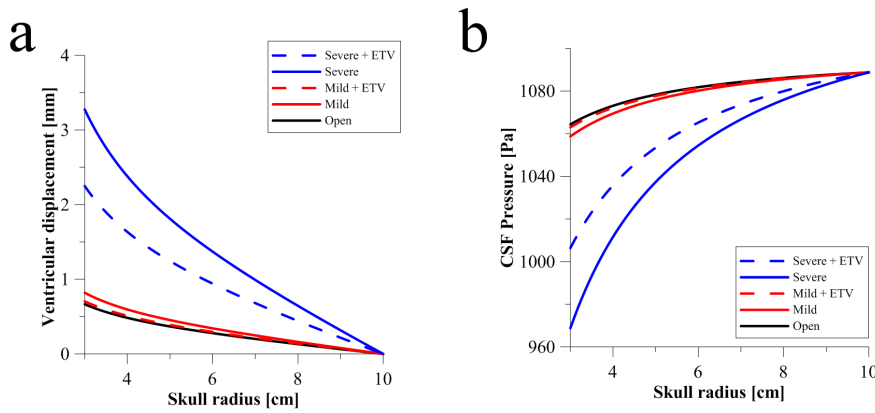 a
Ventricular displacement [mm]
4
3
2
1
0
4
6
8
10
Skull radius [cm]
Severe + ETV
Severe
Mild + ETV
Mild
Open
b
CSF Pressure [Pa]
1080
1040
1000
960
4
6
8
10
Skull radius [cm]
Severe + ETV
Severe
Mild + ETV
Mild
Open